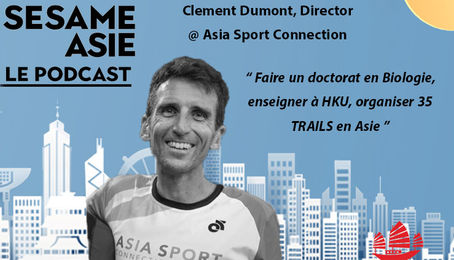 SESAME
ASIE
LE PODCAST
Clement Dumont, Director
@ Asia Sport Connection
“ Faire un doctorat en Biologie,
enseigner à HKU, organiser 35
TRAILS en Asie ”
ASIA SPORT